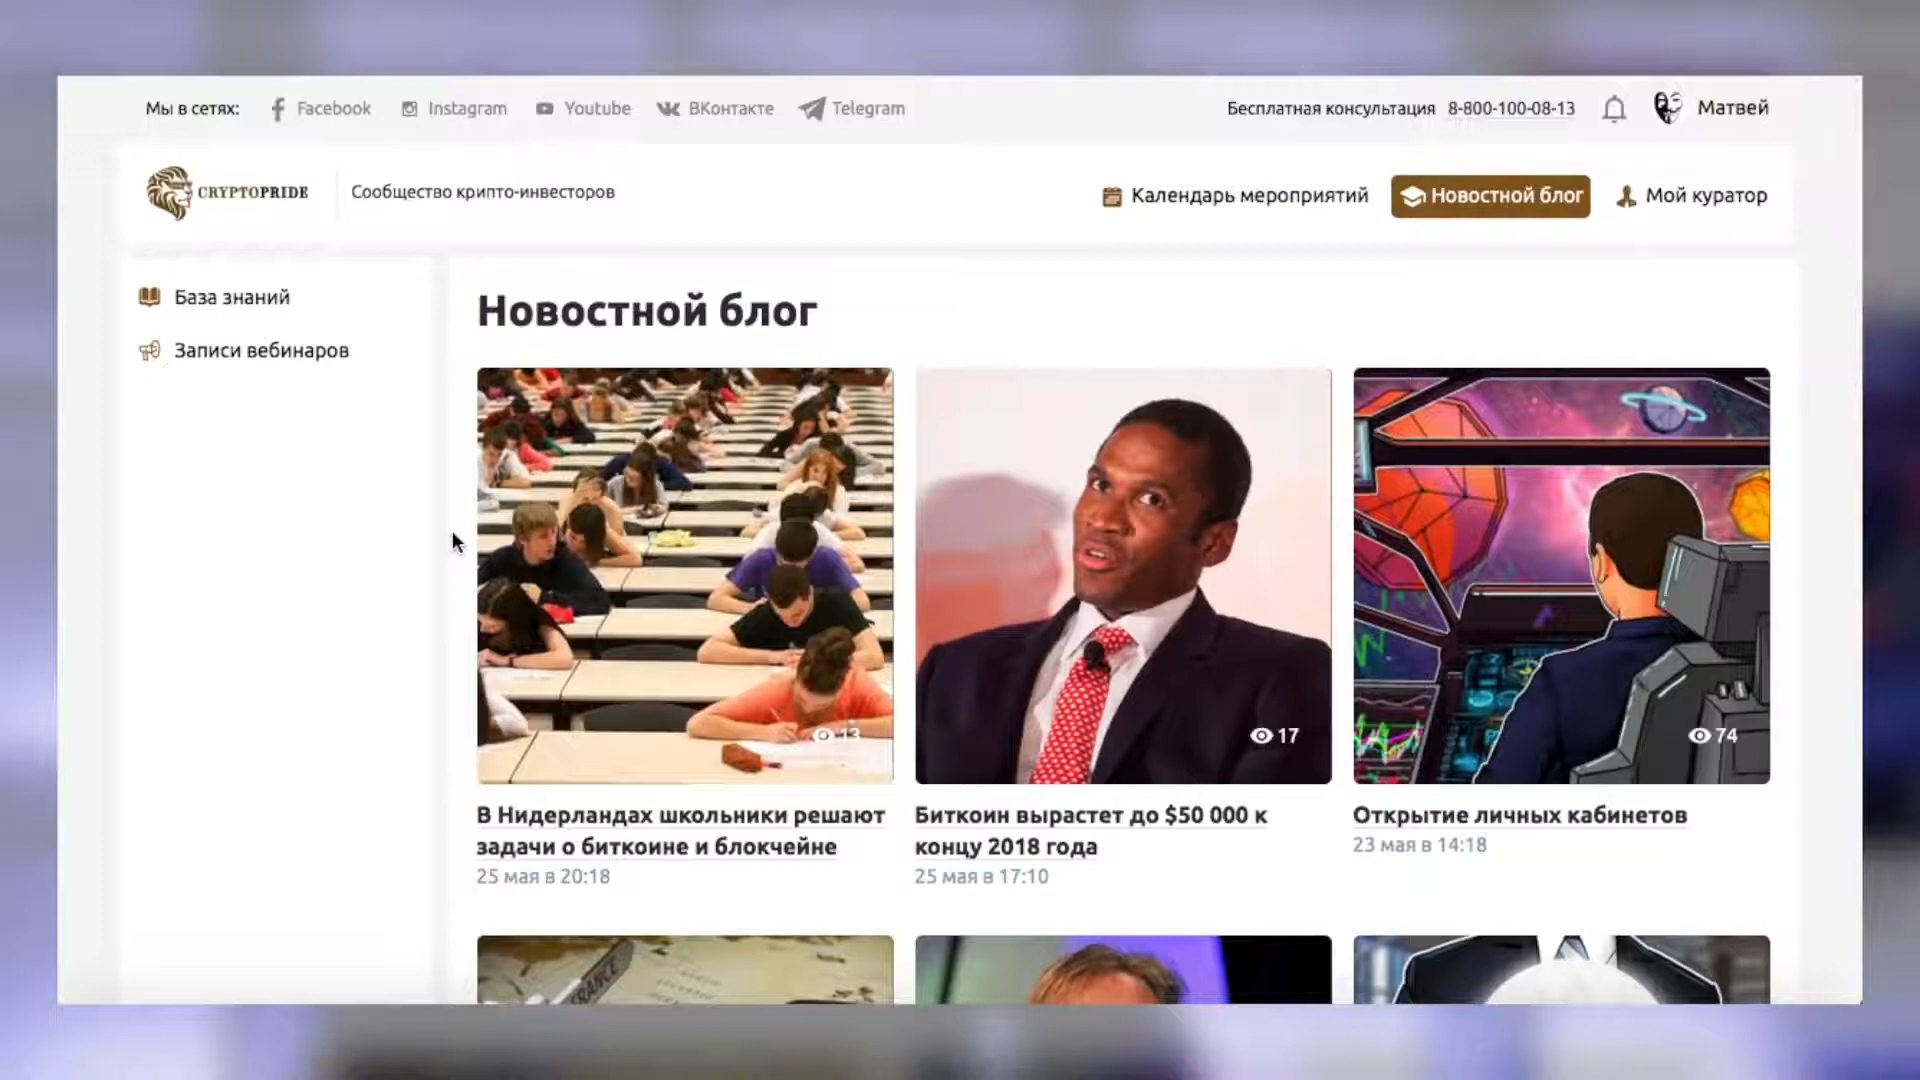 Мы в сетях: Facebook Instagram Youtube ВКонтакте Telegram Бесплатная консультация 8-800-100-08-13 Матвей
CRYPTOPRIDE Сообщество крипто-инвесторов Календарь мероприятий Новостной блог Мой куратор
База знаний
Записи вебинаров
Новостной блог
13 17 74
В Нидерландах школьники решают
задачи о биткоине и блокчейне
25 мая в 20:18
Биткоин вырастет до $50 000 к
концу 2018 года
25 мая в 17:10
Открытие личных кабинетов
23 мая в 14:18